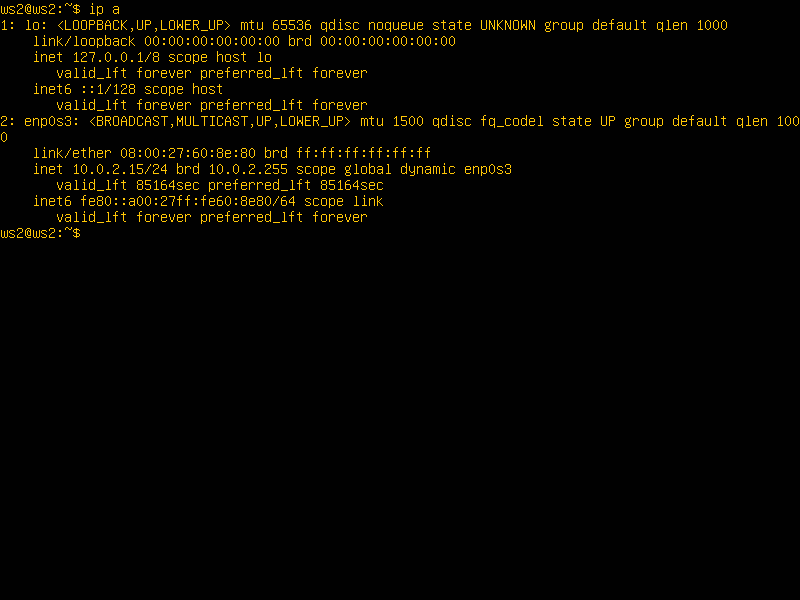 ws2@ws2:~$ ip a
1: lo: <LOOPBACK,UP,LOWER_UP> mtu 65536 qdisc noqueue state UNKNOWN group default qlen 1000
    link/loopback 00:00:00:00:00:00 brd 00:00:00:00:00:00
    inet 127.0.0.1/8 scope host lo
       valid_lft forever preferred_lft forever
    inet6 ::1/128 scope host
       valid_lft forever preferred_lft forever
2: enp0s3: <BROADCAST,MULTICAST,UP,LOWER_UP> mtu 1500 qdisc fq_codel state UP group default qlen 100
0
    link/ether 08:00:27:60:8e:80 brd ff:ff:ff:ff:ff:ff
    inet 10.0.2.15/24 brd 10.0.2.255 scope global dynamic enp0s3
       valid_lft 85164sec preferred_lft 85164sec
    inet6 fe80::a00:27ff:fe60:8e80/64 scope link
       valid_lft forever preferred_lft forever
ws2@ws2:~$